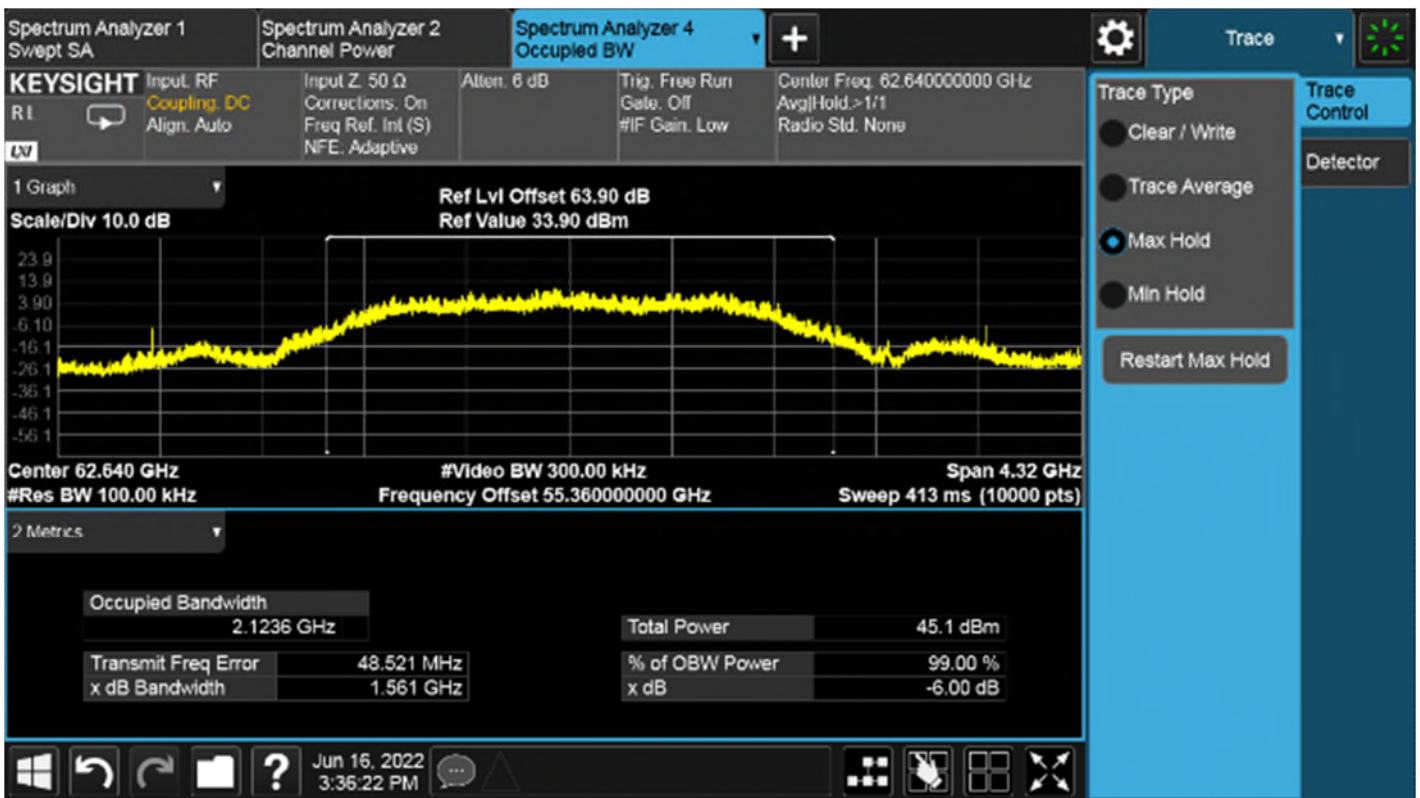 Spectrum Analyzer 1
Swept SA
Spectrum Analyzer 2
Channel Power
Spectrum Analyzer 4
Occupied BW
Trace
KEYSIGHT
Input. RF
Coupling. DC
Align. Auto
Input Z. 50 Ω
Corrections. On
Freq Ref. Int (S)
NFE. Adaptive
Atten. 6 dB
Trig. Free Run
Gate. Off
#IF Gain. Low
Center Freq. 62.640000000 GHz
Avg|Hold.>1/1
Radio Std. None
1 Graph
Scale/Div 10.0 dB
Ref Lvl Offset 63.90 dB
Ref Value 33.90 dBm
23.9
13.9
3.90
-6.10
-16.1
-26.1
-36.1
-46.1
-56.1
Center 62.640 GHz
#Res BW 100.00 kHz
#Video BW 300.00 kHz
Frequency Offset 55.360000000 GHz
Span 4.32 GHz
Sweep 413 ms (10000 pts)
2 Metrics
Occupied Bandwidth
2.1236 GHz
Transmit Freq Error 48.521 MHz
x dB Bandwidth 1.561 GHz
Total Power 45.1 dBm
% of OBW Power 99.00 %
x dB -6.00 dB
Trace Type
Clear / Write
Trace Average
Max Hold
Min Hold
Restart Max Hold
Trace
Control
Detector
?
Jun 16, 2022
3:36:22 PM